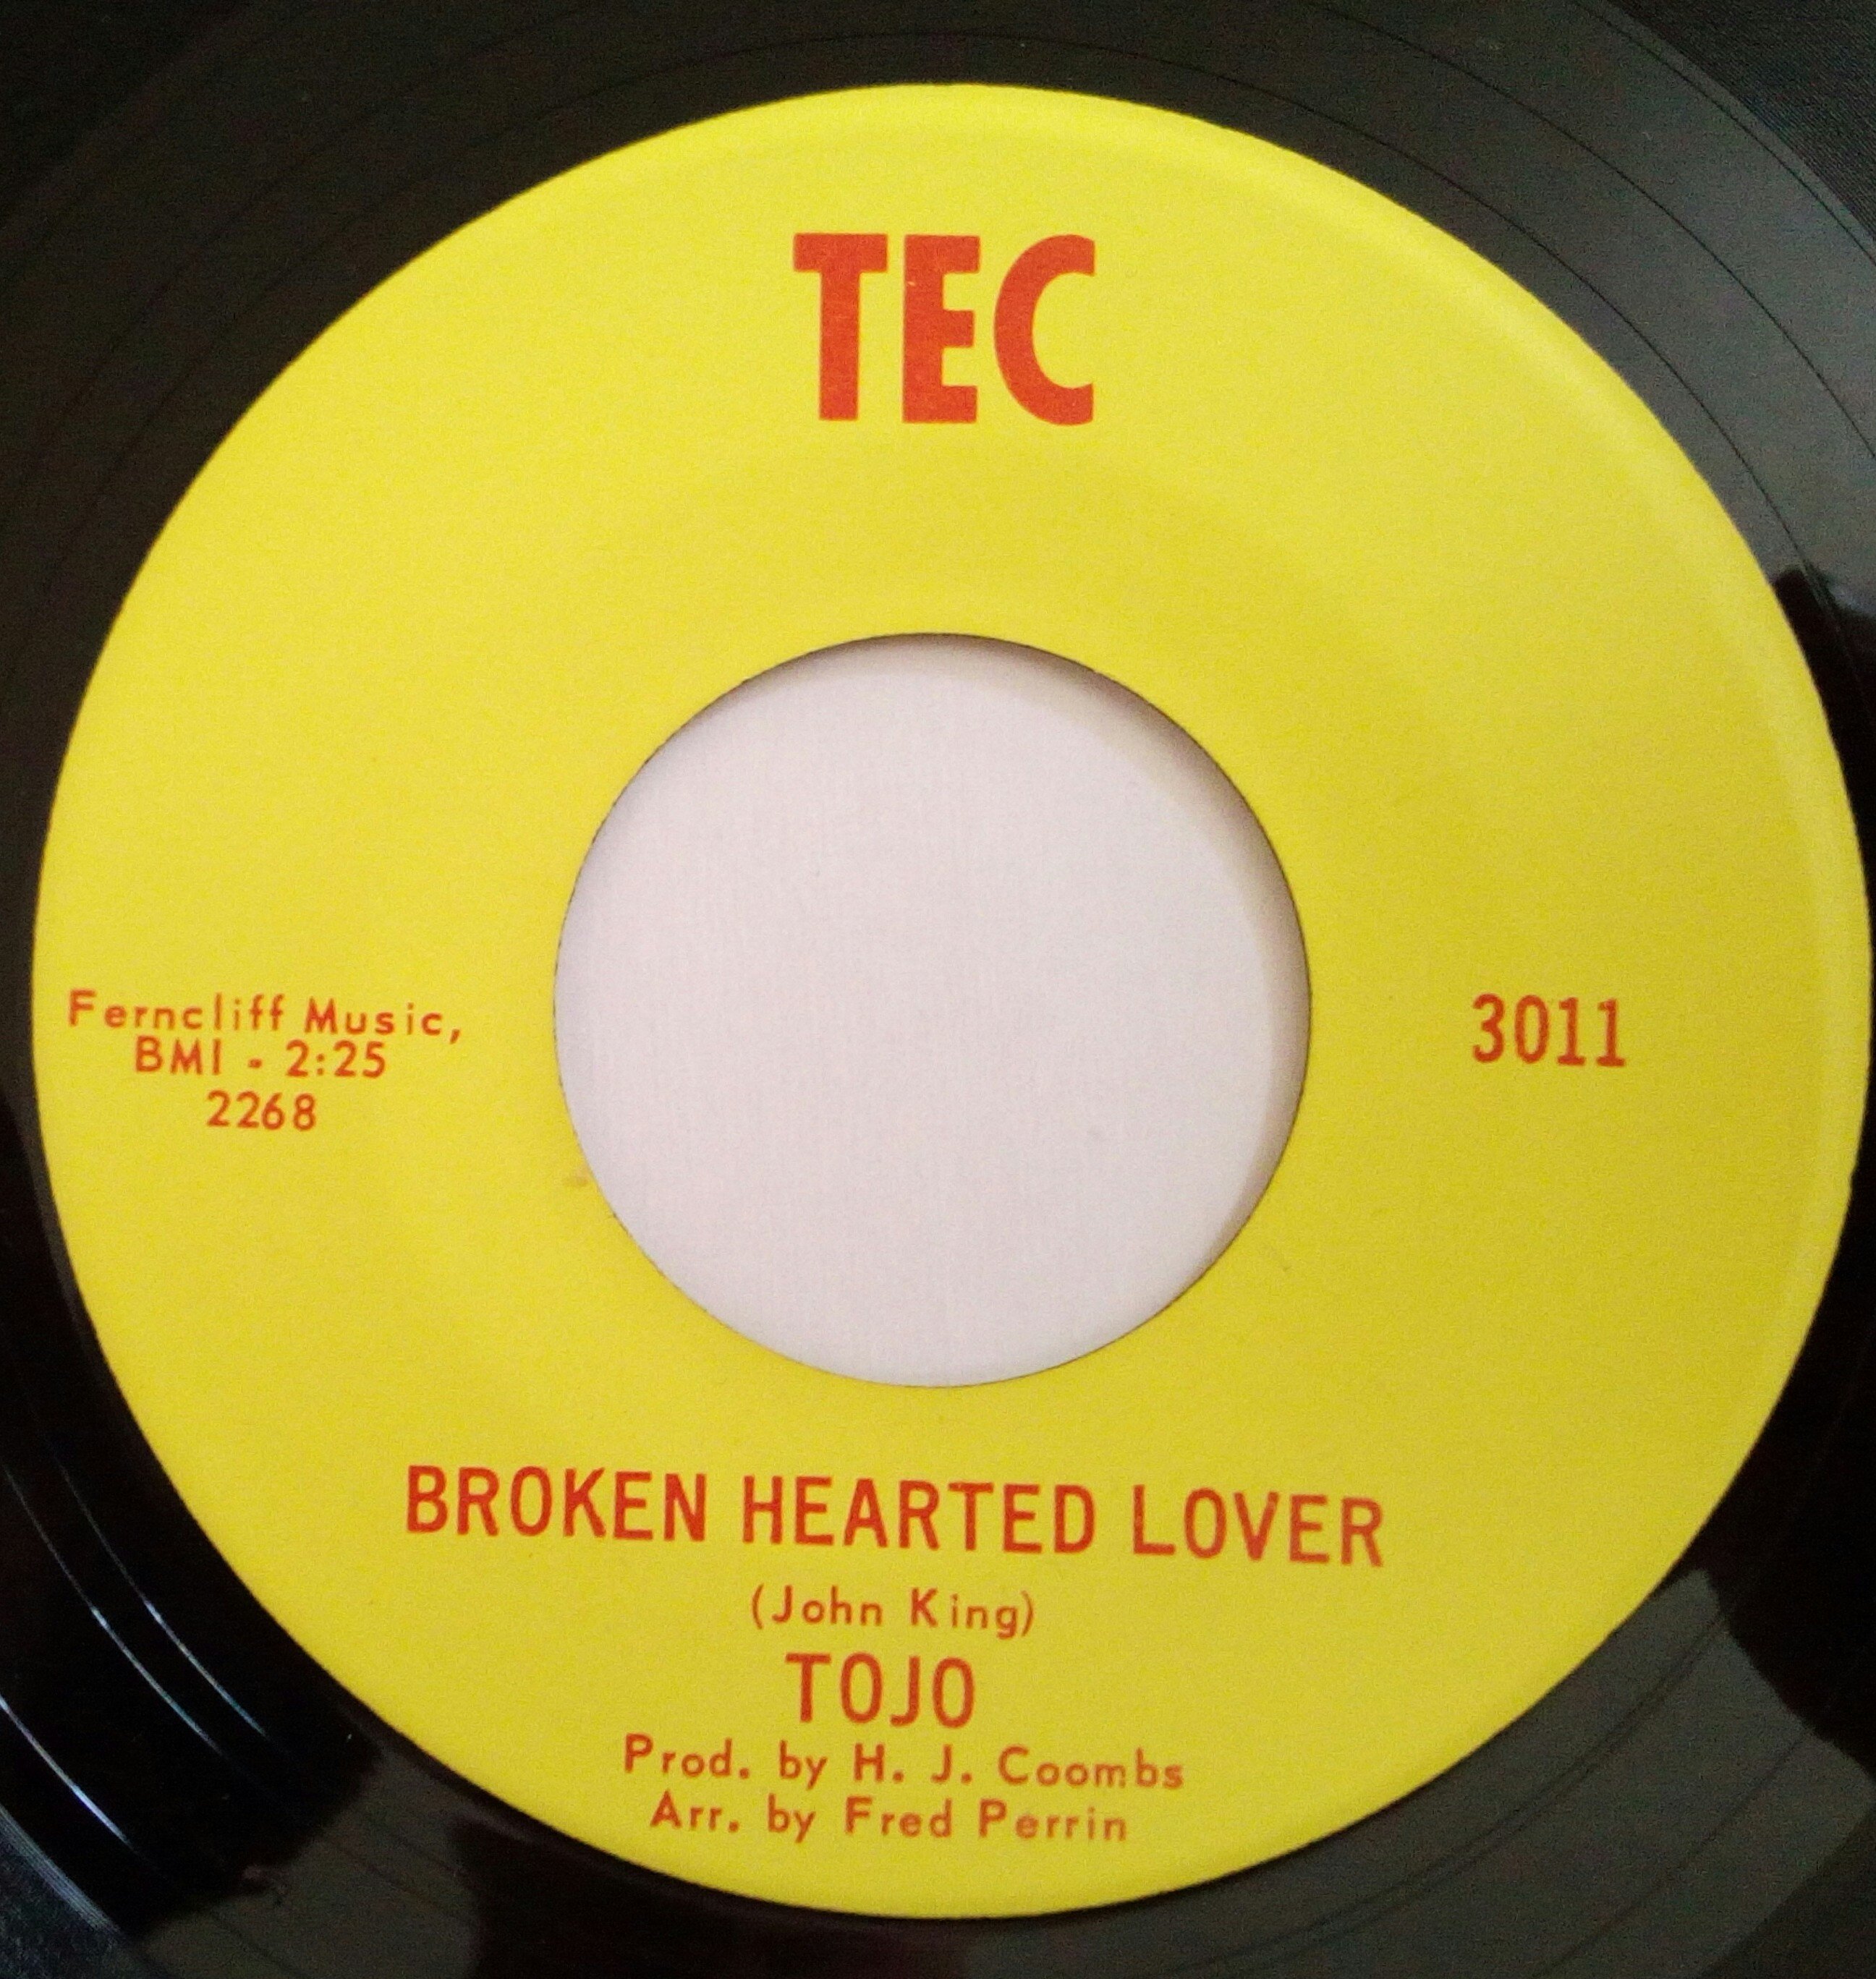 TEC
Ferncliff Music,
BMI - 2:25
2268
3011
BROKEN HEARTED LOVER
(John King)
TOJO
Prod. by H. J. Coombs
Arr. by Fred Perrin